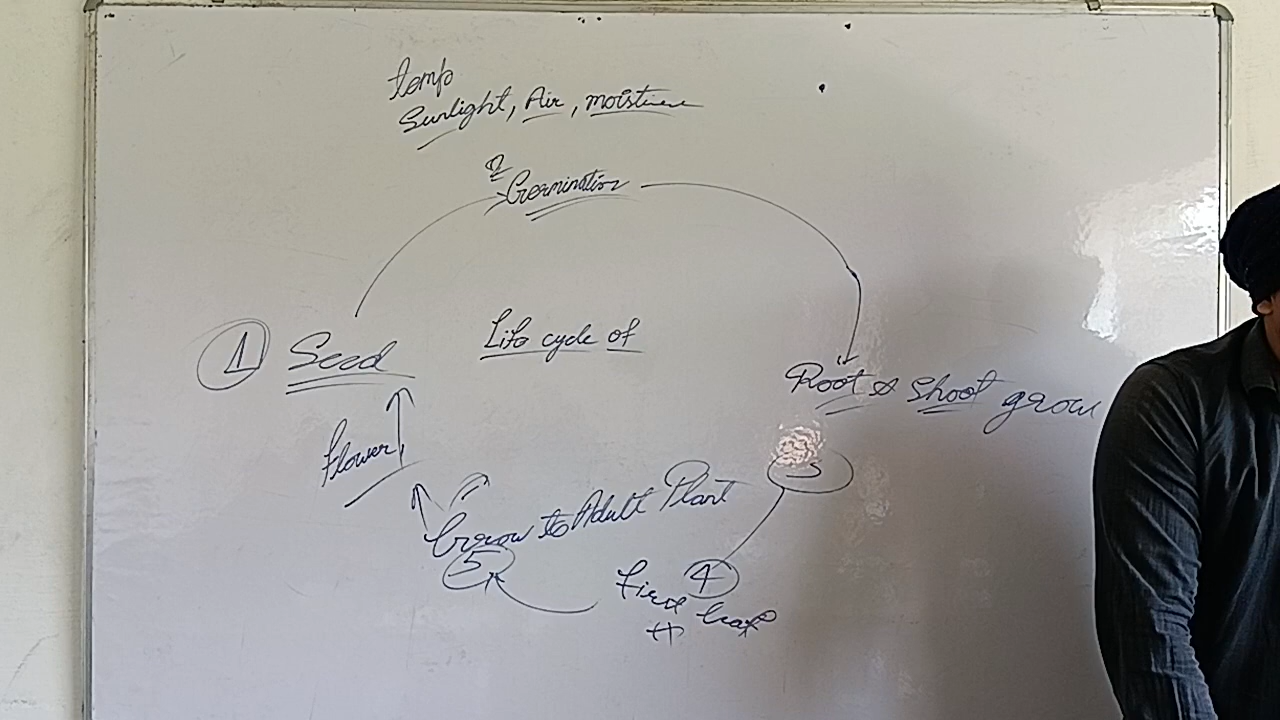 temp
Sunlight, Air, moisture
2
Germination
Life cycle of
① Seed
Root & Shoot grow
3
flower
Grow to Adult Plant
5
4
first leaf